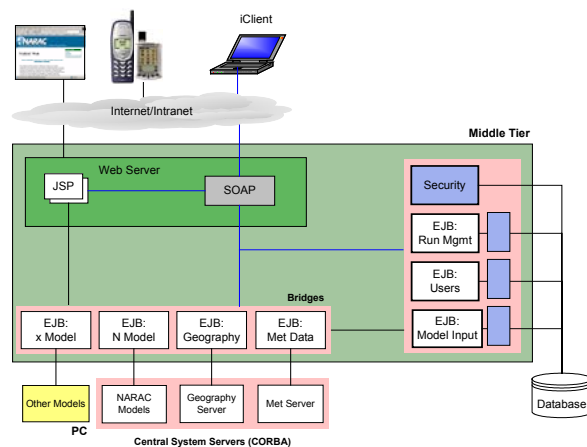 iClient
NARAC
Internet/Intranet
Middle Tier
Web Server
JSP
SOAP
Security
EJB:
Run Mgmt
EJB:
Users
EJB:
Model Input
Bridges
EJB:
x Model
EJB:
N Model
EJB:
Geography
EJB:
Met Data
Other Models
PC
NARAC
Models
Geography
Server
Met Server
Central System Servers (CORBA)
Database